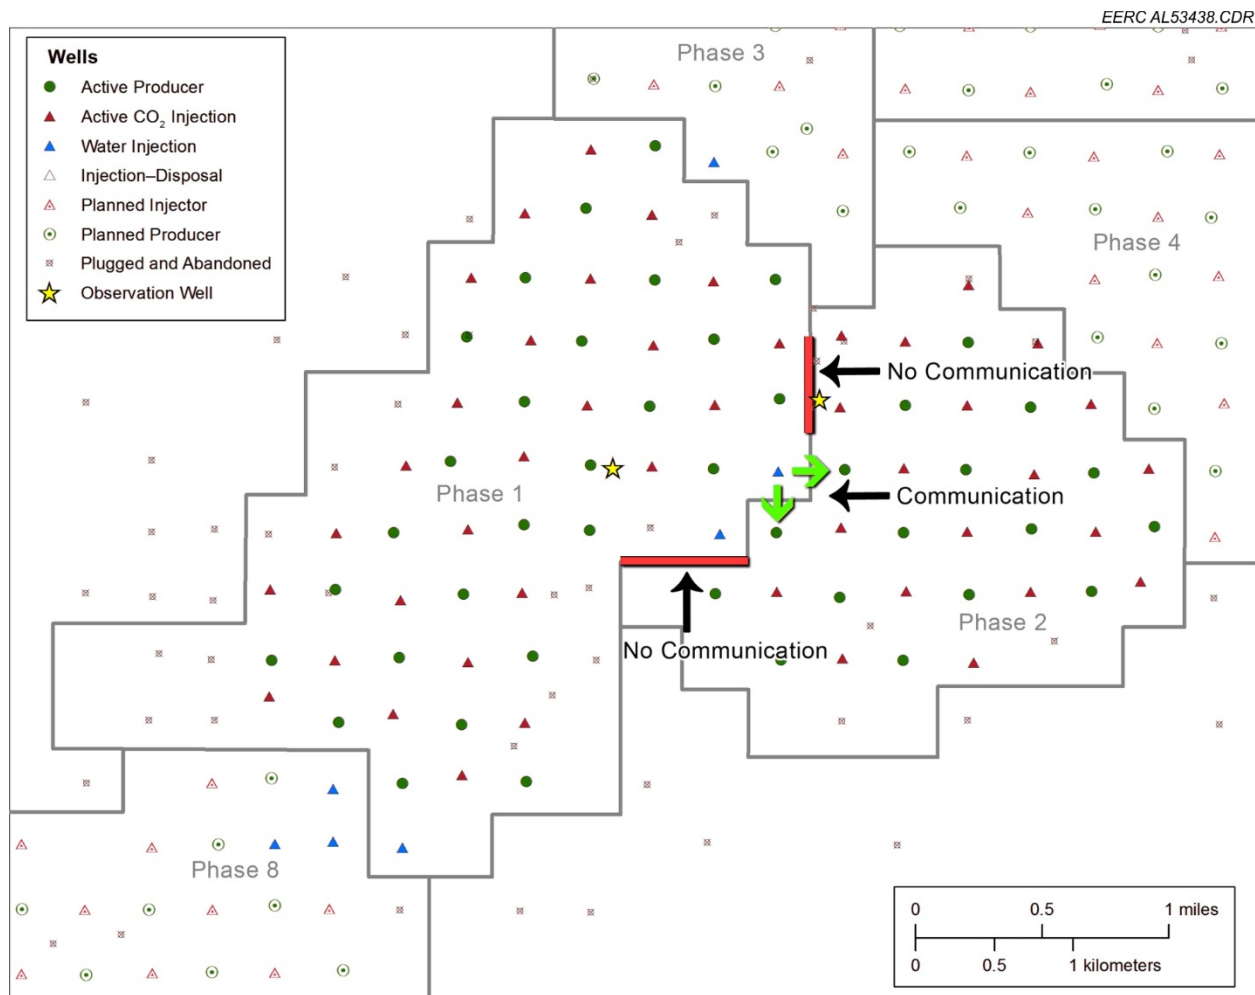 EERC AL53438.CDR
Wells
Active Producer
Active CO₂ Injection
Water Injection
Injection–Disposal
Planned Injector
Planned Producer
Plugged and Abandoned
Observation Well
Phase 3
Phase 4
No Communication
Phase 1
Communication
Phase 2
No Communication
Phase 8
0 0.5 1 miles
0 0.5 1 kilometers